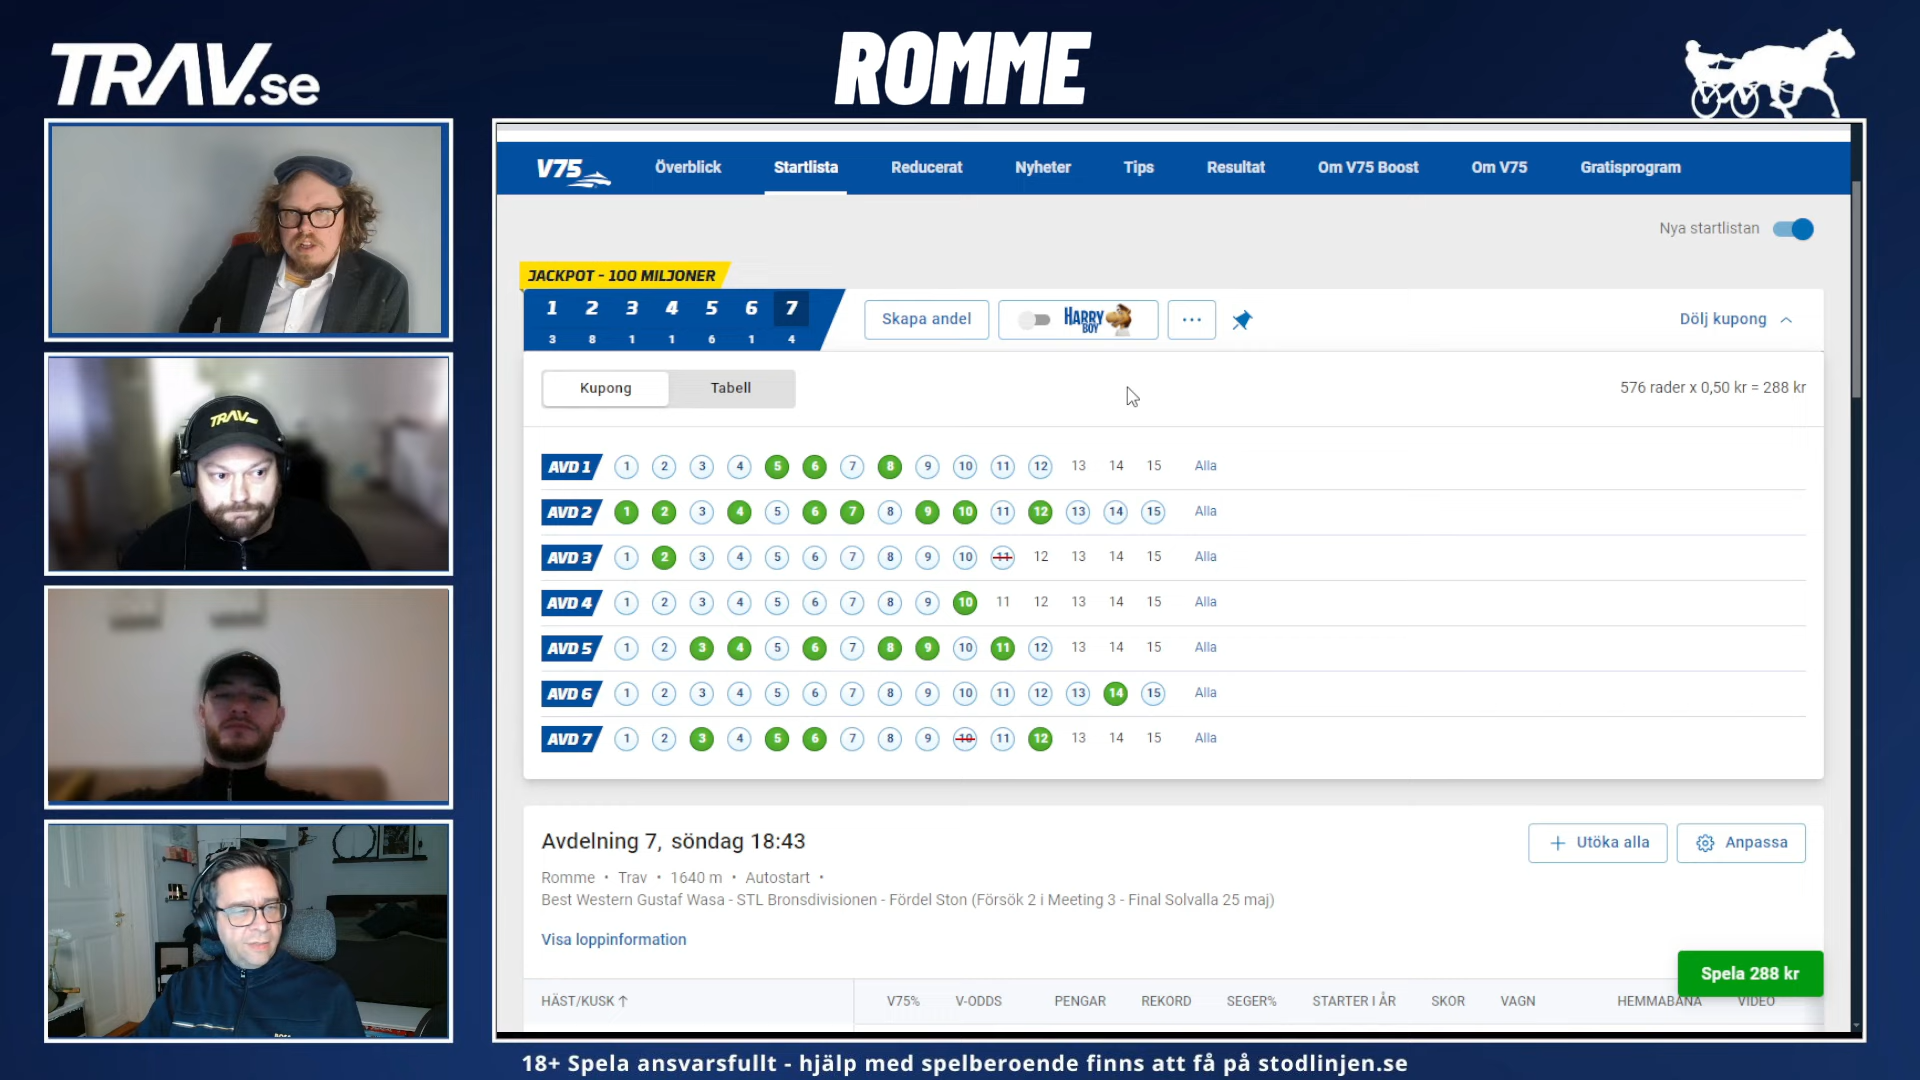 TRAV.se
ROMME
V75 Överblick Startlista Reducerat Nyheter Tips Resultat Om V75 Boost Om V75 Gratisprogram
Nya startlistan
JACKPOT - 100 MILJONER
1 2 3 4 5 6 7
3 8 1 1 6 1 4
Skapa andel HARRY BOY ... Dölj kupong
Kupong Tabell 576 rader x 0,50 kr = 288 kr
AVD 1 1 2 3 4 5 6 7 8 9 10 11 12 13 14 15 Alla
AVD 2 1 2 3 4 5 6 7 8 9 10 11 12 13 14 15 Alla
AVD 3 1 2 3 4 5 6 7 8 9 10 11 12 13 14 15 Alla
AVD 4 1 2 3 4 5 6 7 8 9 10 11 12 13 14 15 Alla
AVD 5 1 2 3 4 5 6 7 8 9 10 11 12 13 14 15 Alla
AVD 6 1 2 3 4 5 6 7 8 9 10 11 12 13 14 15 Alla
AVD 7 1 2 3 4 5 6 7 8 9 10 11 12 13 14 15 Alla
Avdelning 7, söndag 18:43
+ Utöka alla Anpassa
Romme • Trav • 1640 m • Autostart •
Best Western Gustaf Wasa - STL Bronsdivisionen - Fördel Ston (Försök 2 i Meeting 3 - Final Solvalla 25 maj)
Visa loppinformation
Spela 288 kr
HÄST/KUSK ↑ V75% V-ODDS PENGAR REKORD SEGER% STARTER I ÅR SKOR VAGN HEMMABANA VIDEO
TRAV.se
BOSS
18+ Spela ansvarsfullt - hjälp med spelberoende finns att få på stodlinjen.se